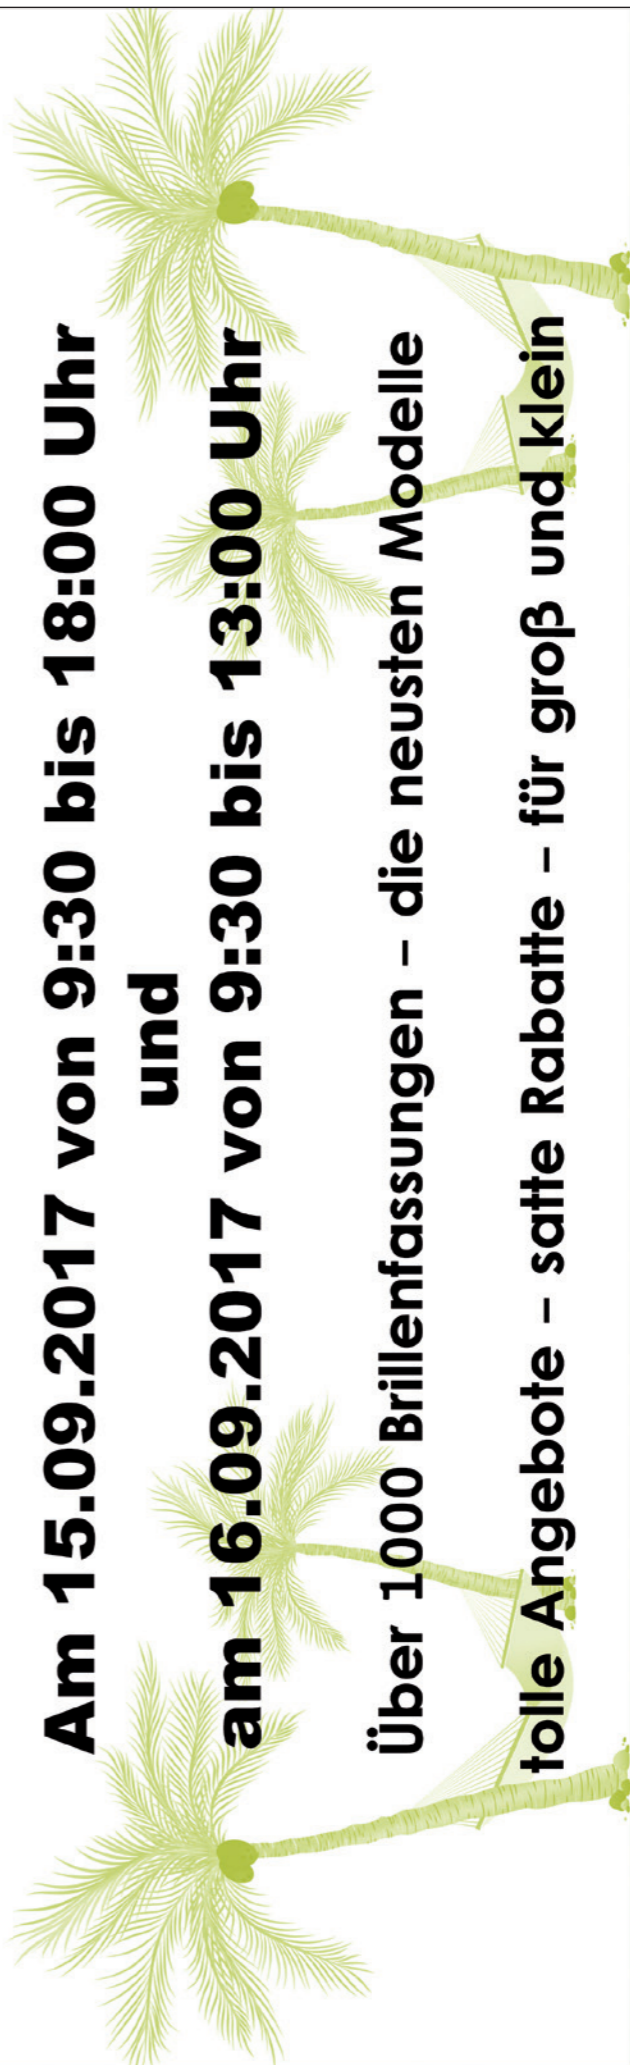 Am 15.09.2017 von 9:30 bis 18:00 Uhr
und
am 16.09.2017 von 9:30 bis 13:00 Uhr
Über 1000 Brillenfassungen – die neusten Modelle
tolle Angebote – satte Rabatte – für groß und klein